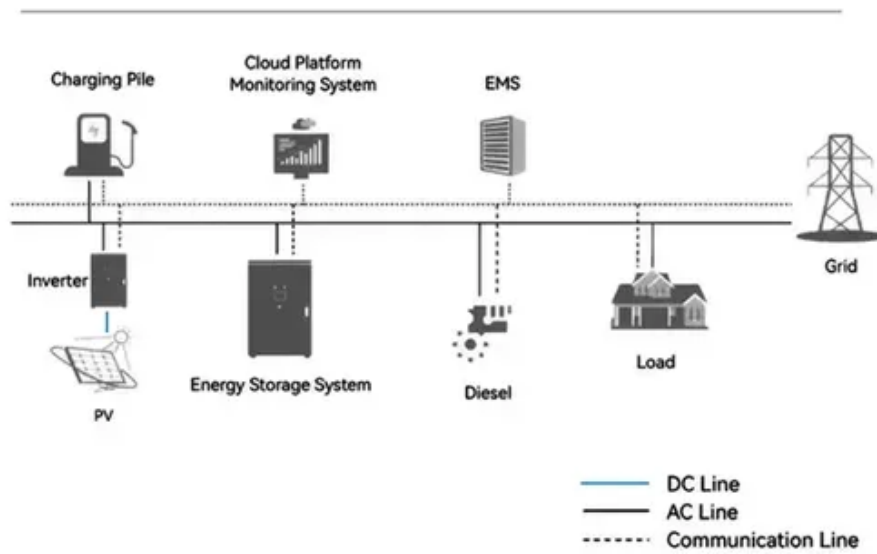 Charging Pile
Cloud Platform
Monitoring System
EMS
Inverter
Grid
PV
Energy Storage System
Diesel
Load
DC Line
AC Line
Communication Line